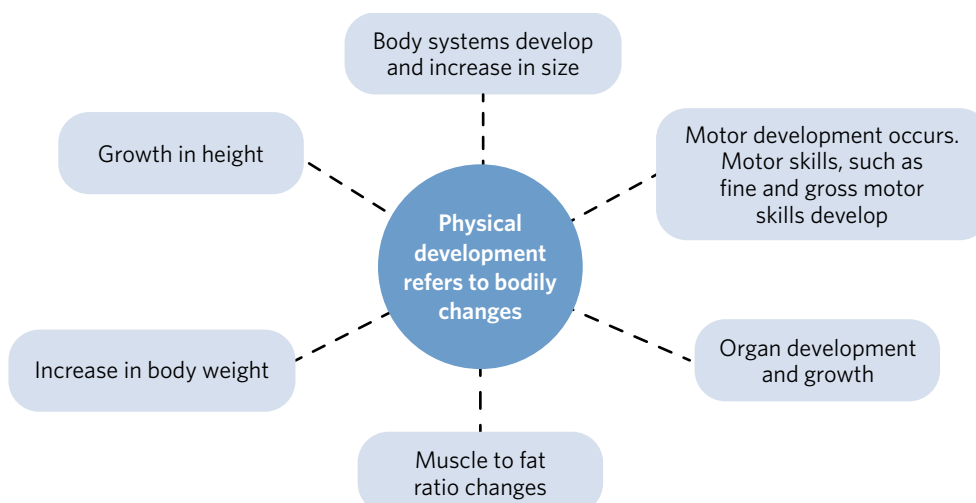 Body systems develop
and increase in size
Growth in height
Motor development occurs.
Motor skills, such as
fine and gross motor
skills develop
Physical
development
refers to bodily
changes
Increase in body weight
Organ development
and growth
Muscle to fat
ratio changes